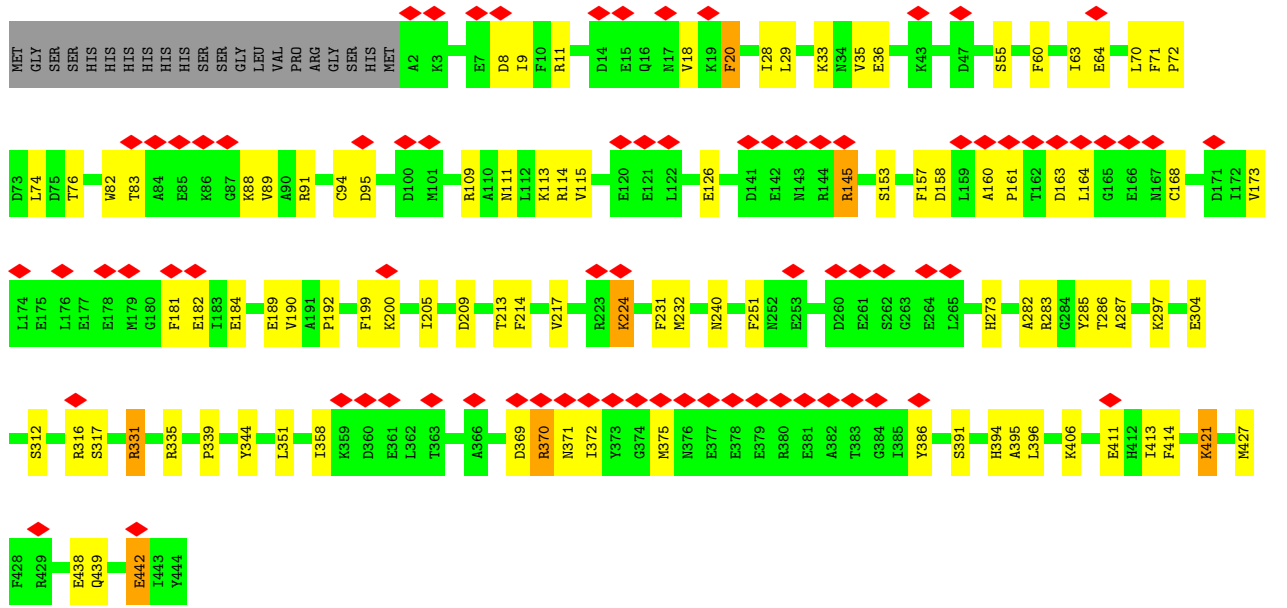 MET GLY SER SER HIS HIS HIS HIS HIS HIS SER SER GLY LEU VAL PRO ARG GLY SER HIS MET A2 K3 E7 D8 I9 F10 R11 D14 E15 Q16 N17 V18 K19 F20 I28 L29 K33 N34 V35 E36 K43 D47 S55 F60 I63 E64 L70 F71 P72
D73 L74 D75 T76 W82 T83 A84 E85 K86 G87 K88 V89 A90 R91 C94 D95 D100 M101 R109 A110 N111 L112 K113 R114 V115 E120 E121 L122 E126 D141 E142 N143 R144 R145 S153 F157 D158 L159 A160 P161 T162 D163 L164 G165 E166 N167 C168 D171 I172 V173
L174 E175 L176 E177 E178 M179 G180 F181 E182 I183 E184 E189 V190 A191 P192 F199 K200 I205 D209 T213 F214 V217 R223 K224 F231 M232 N240 F251 N252 E253 D260 E261 S262 G263 E264 L265 H273 A282 R283 G284 Y285 T286 A287 K297 E304
S312 R316 S317 R331 R335 P339 Y344 L351 I358 K359 D360 E361 L362 T363 A366 D369 R370 N371 I372 Y373 G374 M375 N376 E377 E378 E379 R380 E381 A382 T383 G384 I385 Y386 S391 H394 A395 L396 K406 E411 H412 I413 F414 K421 M427
F428 R429 E438 Q439 E442 I443 Y444